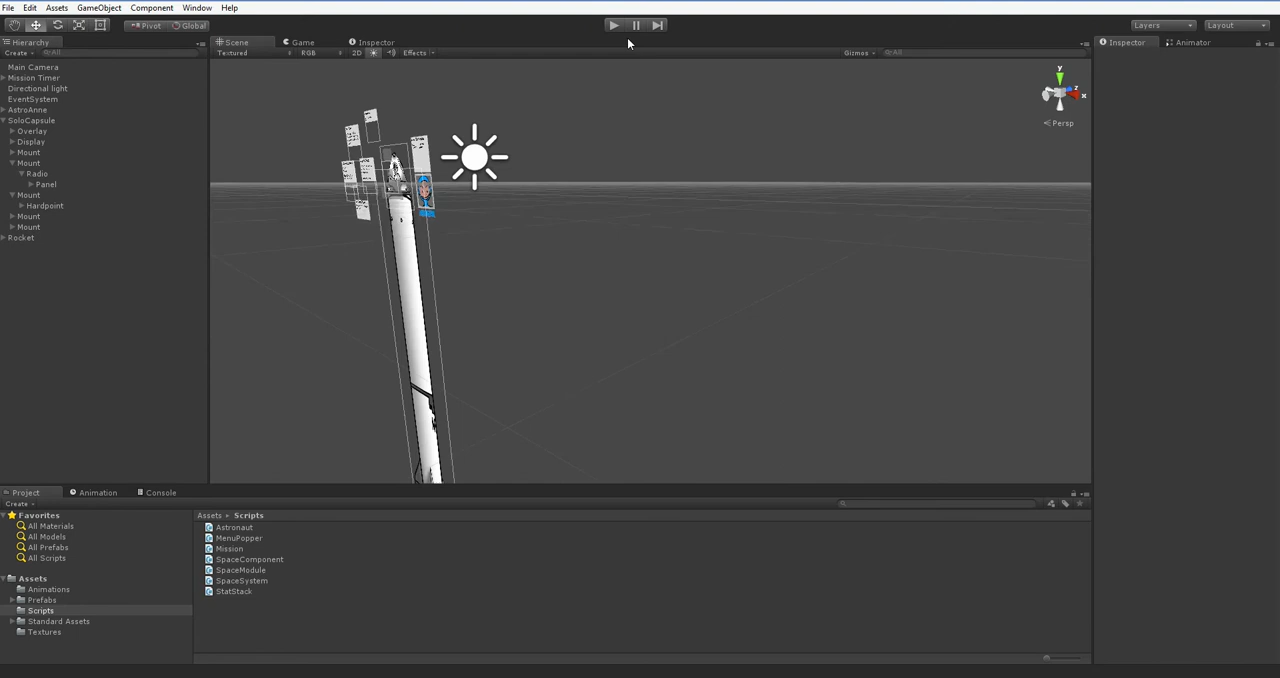 File Edit Assets GameObject Component Window Help
Pivot Global Layers Layout
Hierarchy Scene Game Inspector Inspector Animator
Create All Textured RGB 2D Effects Gizmos All
Main Camera
Mission Timer
Directional light
EventSystem
AstroAnne
SoloCapsule
Overlay
Display
Mount
Mount
Radio
Panel
Mount
Hardpoint
Mount
Mount
Rocket
y
z
x
Persp
Project Animation Console
Create
Favorites
All Materials
All Models
All Prefabs
All Scripts
Assets
Animations
Prefabs
Scripts
Standard Assets
Textures
Assets Scripts
Astronaut
MenuPopper
Mission
SpaceComponent
SpaceModule
SpaceSystem
StatStack